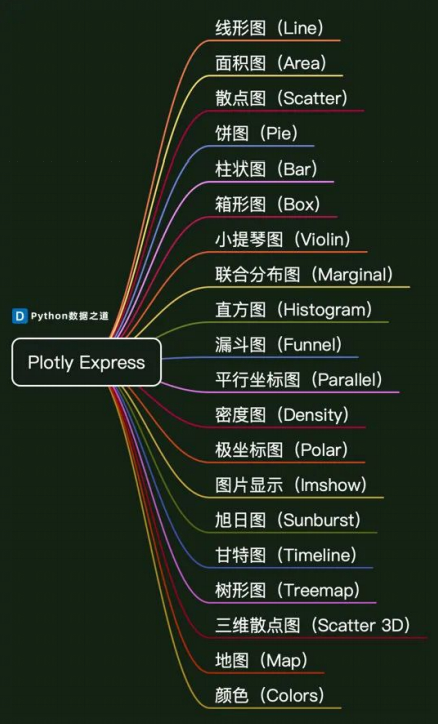 线形图（Line）
面积图（Area）
散点图（Scatter）
饼图（Pie）
柱状图（Bar）
箱形图（Box）
小提琴图（Violin）
联合分布图（Marginal）
直方图（Histogram）
漏斗图（Funnel）
平行坐标图（Parallel）
密度图（Density）
极坐标图（Polar）
图片显示（Imshow）
旭日图（Sunburst）
甘特图（Timeline）
树形图（Treemap）
三维散点图（Scatter 3D）
地图（Map）
颜色（Colors）
D Python数据之道
Plotly Express